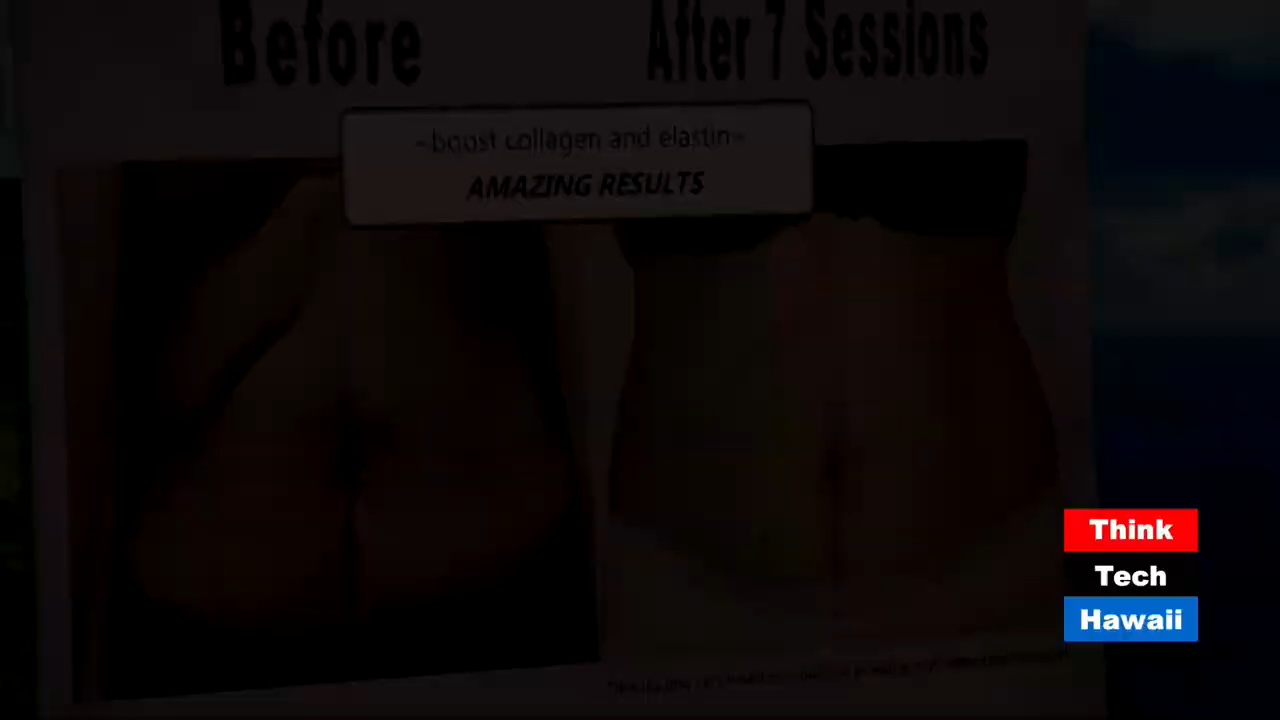 Before
After 7 Sessions
~boost collagen and elastin~
AMAZING RESULTS
Think
Tech
Hawaii